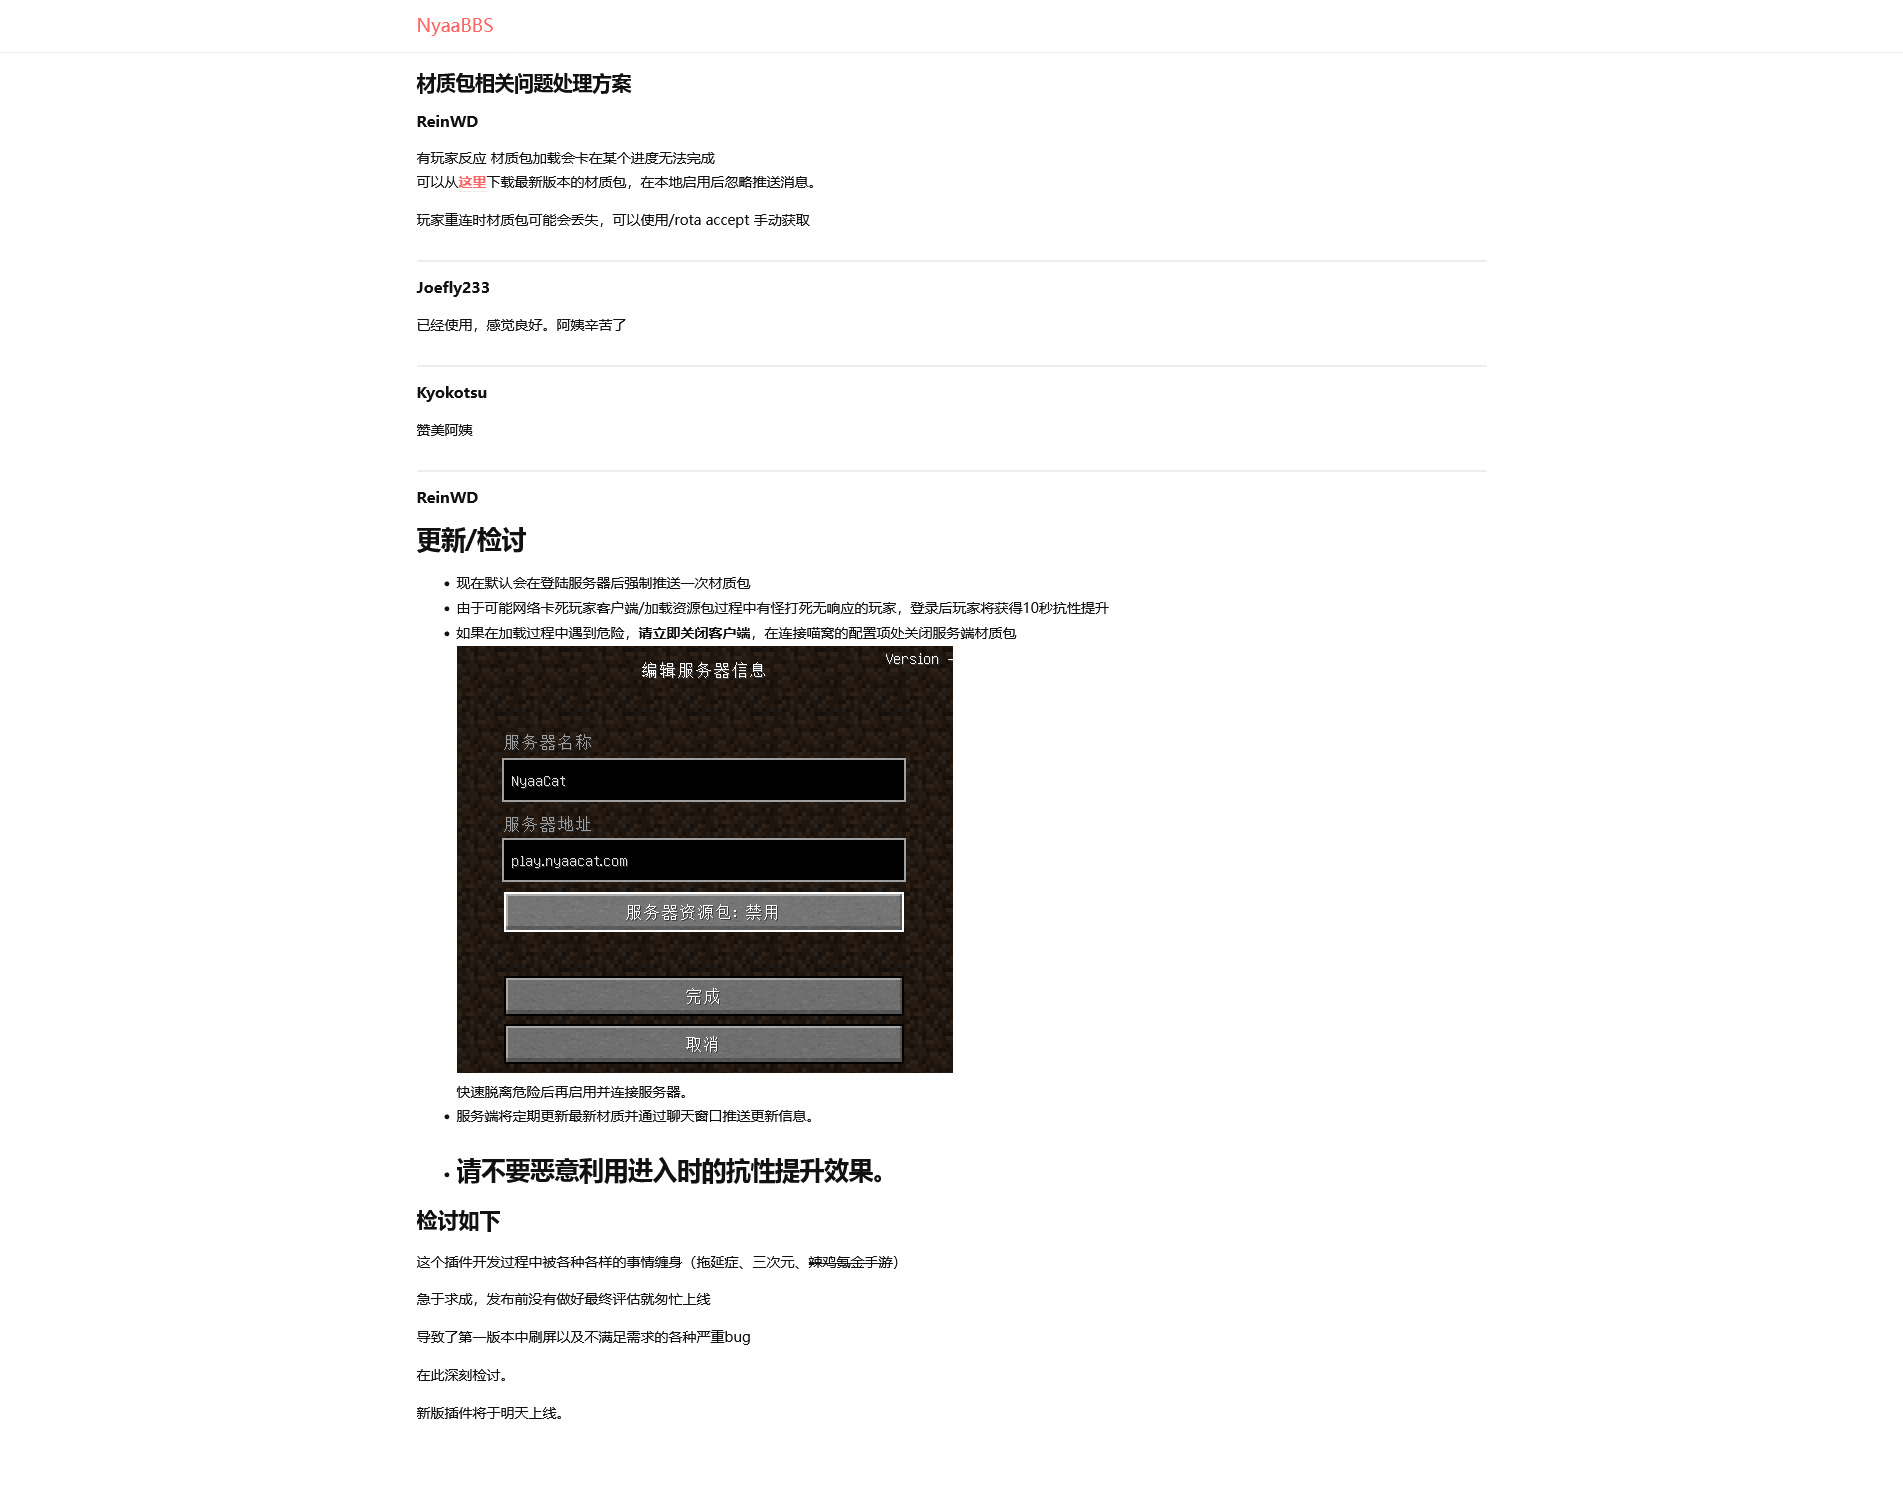 NyaaBBS
材质包相关问题处理方案
ReinWD
有玩家反应 材质包加载会卡在某个进度无法完成
可以从这里下载最新版本的材质包，在本地启用后忽略推送消息。
玩家重连时材质包可能会丢失，可以使用/rota accept 手动获取
Joefly233
已经使用，感觉良好。阿姨辛苦了
Kyokotsu
赞美阿姨
ReinWD
更新/检讨
现在默认会在登陆服务器后强制推送一次材质包
由于可能网络卡死玩家客户端/加载资源包过程中有怪打死无响应的玩家，登录后玩家将获得10秒抗性提升
如果在加载过程中遇到危险，请立即关闭客户端，在连接喵窝的配置项处关闭服务端材质包
Version -
编辑服务器信息
服务器名称
NyaaCat
服务器地址
play.nyaacat.com
服务器资源包: 禁用
完成
取消
快速脱离危险后再启用并连接服务器。
服务端将定期更新最新材质并通过聊天窗口推送更新信息。
请不要恶意利用进入时的抗性提升效果。
检讨如下
这个插件开发过程中被各种各样的事情缠身（拖延症、三次元、辣鸡氪金手游）
急于求成，发布前没有做好最终评估就匆忙上线
导致了第一版本中刷屏以及不满足需求的各种严重bug
在此深刻检讨。
新版插件将于明天上线。